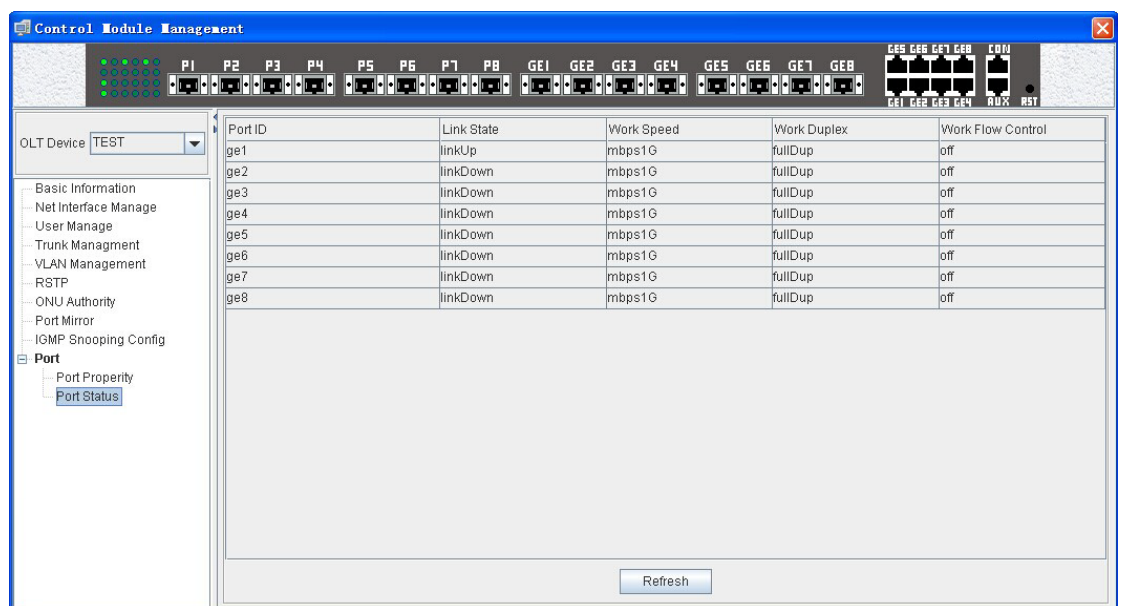 Control Module Management
GE5 GE6 GE7 GE8 CON
P1 P2 P3 P4 P5 P6 P7 P8 GE1 GE2 GE3 GE4 GE5 GE6 GE7 GE8
GE1 GE2 GE3 GE4 AUX RST
OLT Device TEST
Basic Information
Net Interface Manage
User Manage
Trunk Managment
VLAN Management
RSTP
ONU Authority
Port Mirror
IGMP Snooping Config
Port
Port Properity
Port Status
Port ID Link State Work Speed Work Duplex Work Flow Control
ge1 linkUp mbps1G fullDup off
ge2 linkDown mbps1G fullDup off
ge3 linkDown mbps1G fullDup off
ge4 linkDown mbps1G fullDup off
ge5 linkDown mbps1G fullDup off
ge6 linkDown mbps1G fullDup off
ge7 linkDown mbps1G fullDup off
ge8 linkDown mbps1G fullDup off
Refresh